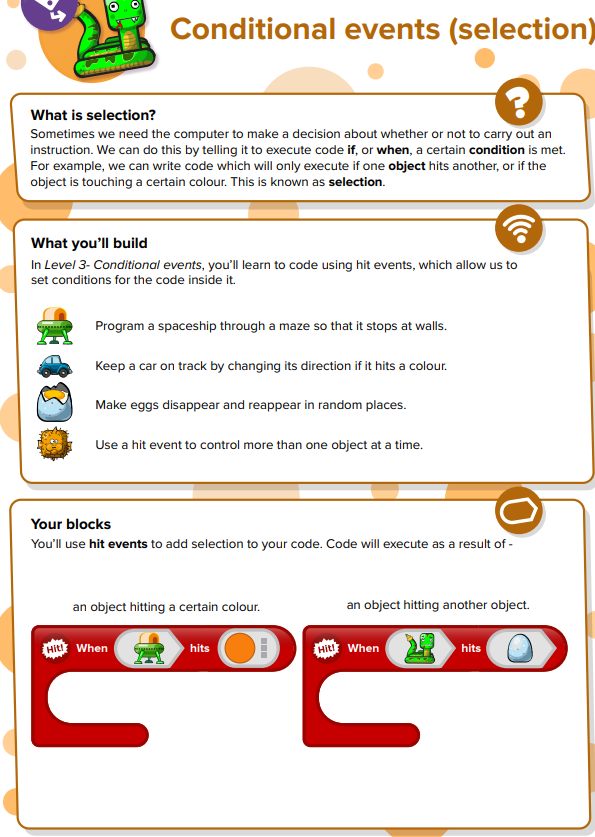 Conditional events (selection)
What is selection?
Sometimes we need the computer to make a decision about whether or not to carry out an
instruction. We can do this by telling it to execute code if, or when, a certain condition is met.
For example, we can write code which will only execute if one object hits another, or if the
object is touching a certain colour. This is known as selection.
What you’ll build
In Level 3- Conditional events, you’ll learn to code using hit events, which allow us to
set conditions for the code inside it.
Program a spaceship through a maze so that it stops at walls.
Keep a car on track by changing its direction if it hits a colour.
Make eggs disappear and reappear in random places.
Use a hit event to control more than one object at a time.
Your blocks
You’ll use hit events to add selection to your code. Code will execute as a result of -
an object hitting a certain colour.
Hit! When hits
an object hitting another object.
Hit! When hits